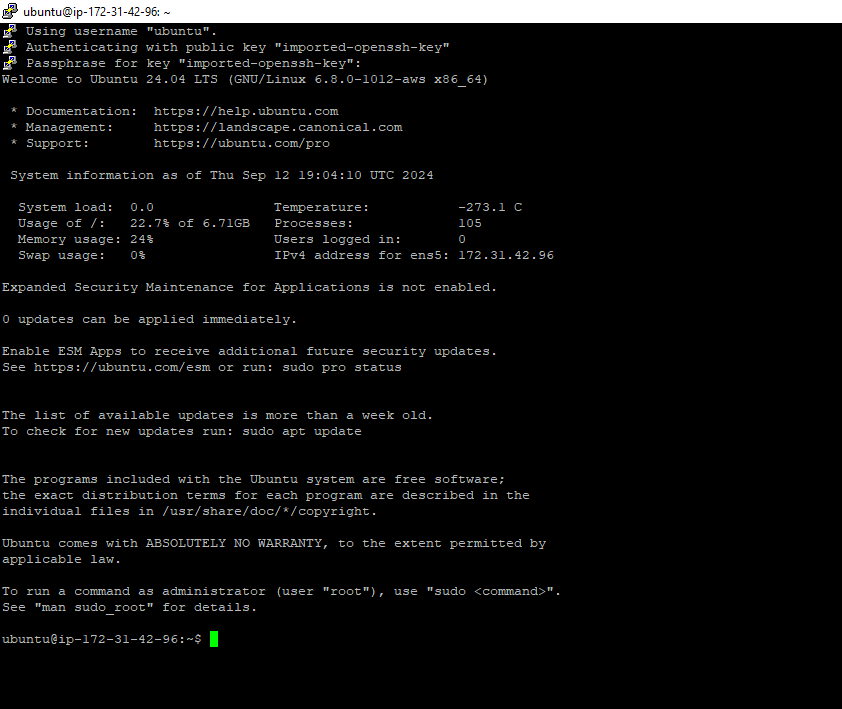 ubuntu@ip-172-31-42-96: ~
Using username "ubuntu".
Authenticating with public key "imported-openssh-key"
Passphrase for key "imported-openssh-key":
Welcome to Ubuntu 24.04 LTS (GNU/Linux 6.8.0-1012-aws x86_64)
* Documentation:  https://help.ubuntu.com
* Management:     https://landscape.canonical.com
* Support:        https://ubuntu.com/pro
System information as of Thu Sep 12 19:04:10 UTC 2024
System load:  0.0               Temperature:           -273.1 C
Usage of /:   22.7% of 6.71GB   Processes:             105
Memory usage: 24%               Users logged in:       0
Swap usage:   0%                IPv4 address for ens5: 172.31.42.96
Expanded Security Maintenance for Applications is not enabled.
0 updates can be applied immediately.
Enable ESM Apps to receive additional future security updates.
See https://ubuntu.com/esm or run: sudo pro status
The list of available updates is more than a week old.
To check for new updates run: sudo apt update
The programs included with the Ubuntu system are free software;
the exact distribution terms for each program are described in the
individual files in /usr/share/doc/*/copyright.
Ubuntu comes with ABSOLUTELY NO WARRANTY, to the extent permitted by
applicable law.
To run a command as administrator (user "root"), use "sudo <command>".
See "man sudo_root" for details.
ubuntu@ip-172-31-42-96:~$